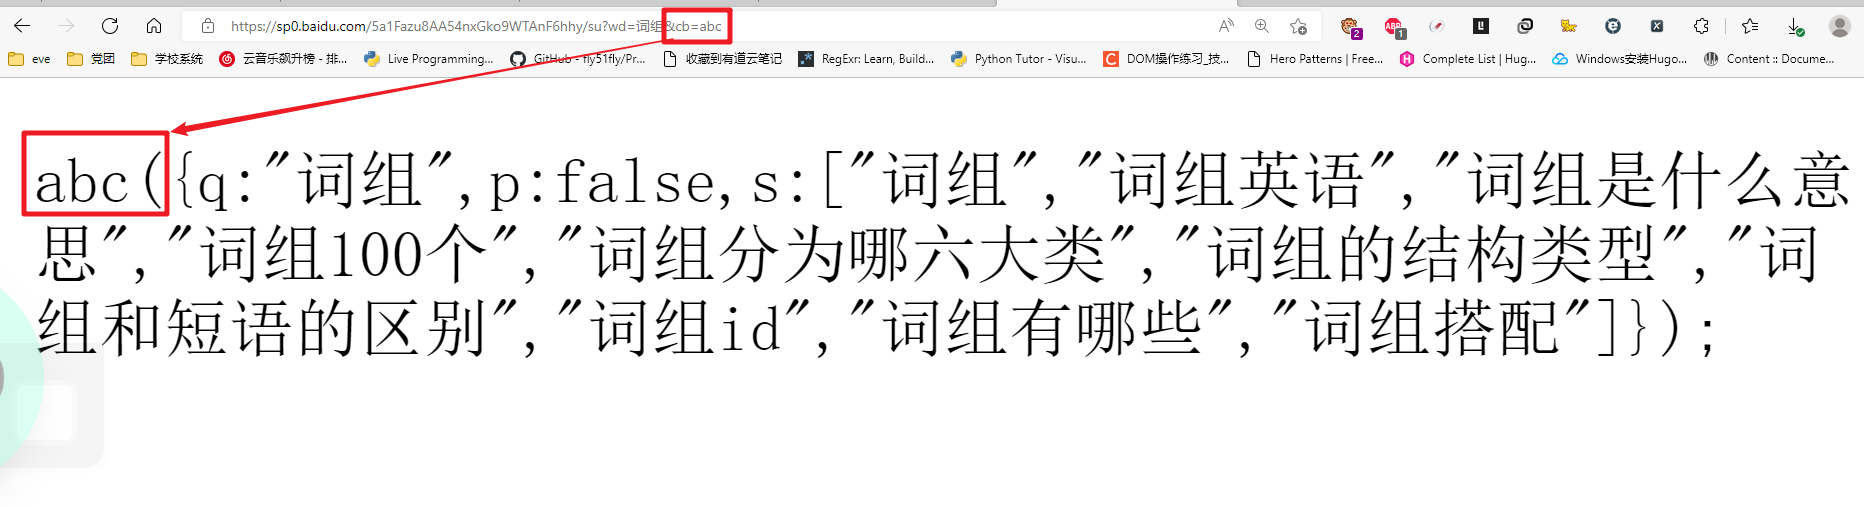 https://sp0.baidu.com/5a1Fazu8AA54nxGko9WTAnF6hhy/su?wd=词组&cb=abc
eve 党团 学校系统 云音乐飙升榜 - 排... Live Programming... GitHub - fly51fly/Pr... 收藏到有道云笔记 RegExr: Learn, Build... Python Tutor - Visu... DOM操作练习_技... Hero Patterns | Free... Complete List | Hug... Windows安装Hugo... Content :: Docume...
abc({q:"词组",p:false,s:["词组","词组英语","词组是什么意
思","词组100个","词组分为哪六大类","词组的结构类型","词
组和短语的区别","词组id","词组有哪些","词组搭配"]});